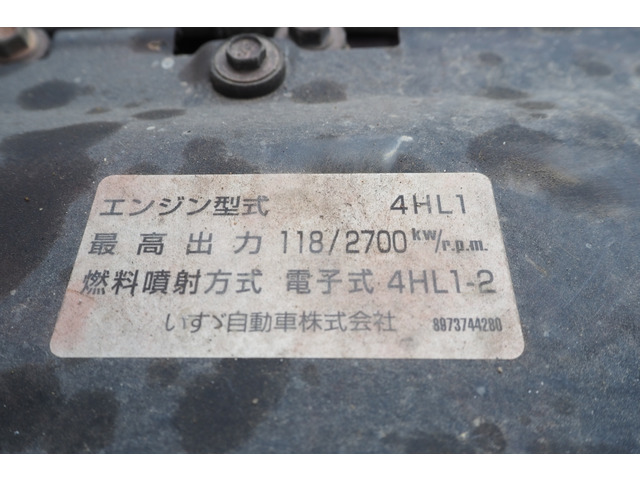 エンジン型式 4HL1
最高出力 118/2700 kw/r.p.m.
燃料噴射方式 電子式 4HL1-2
いすゞ自動車株式会社 8973744280